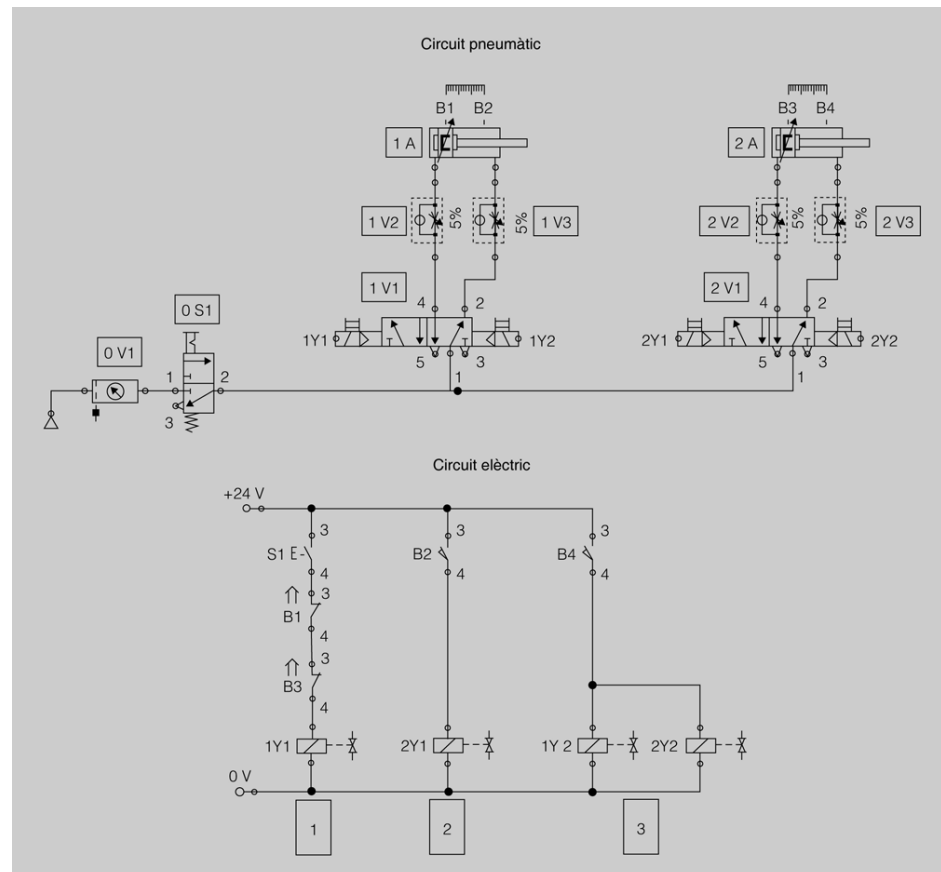 Circuit pneumàtic
B1 B2
B3 B4
1 A
2 A
1 V2
5%
5%
1 V3
2 V2
5%
5%
2 V3
1 V1
4
2
2 V1
4
2
0 S1
1Y1
1Y2
2Y1
2Y2
0 V1
5
3
5
3
1
2
1
1
3
Circuit elèctric
+24 V
3
3
3
S1
B2
B4
4
4
4
3
B1
4
3
B3
4
1Y1
2Y1
1Y 2
2Y2
0 V
1
2
3